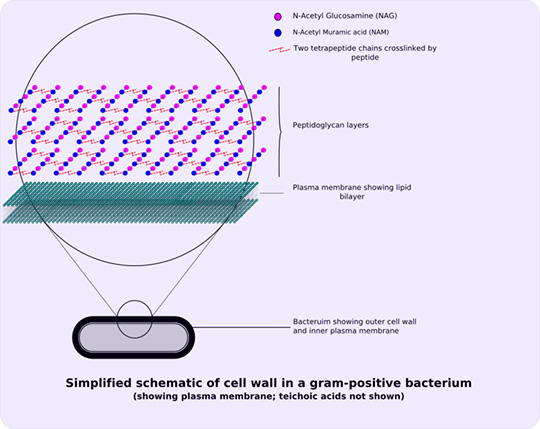 N-Acetyl Glucosamine (NAG)
N-Acetyl Muramic acid (NAM)
Two tetrapeptide chains crosslinked by
peptide
Peptidoglycan layers
Plasma membrane showing lipid
bilayer
Bacteruim showing outer cell wall
and inner plasma membrane
Simplified schematic of cell wall in a gram-positive bacterium
(showing plasma membrane; teichoic acids not shown)